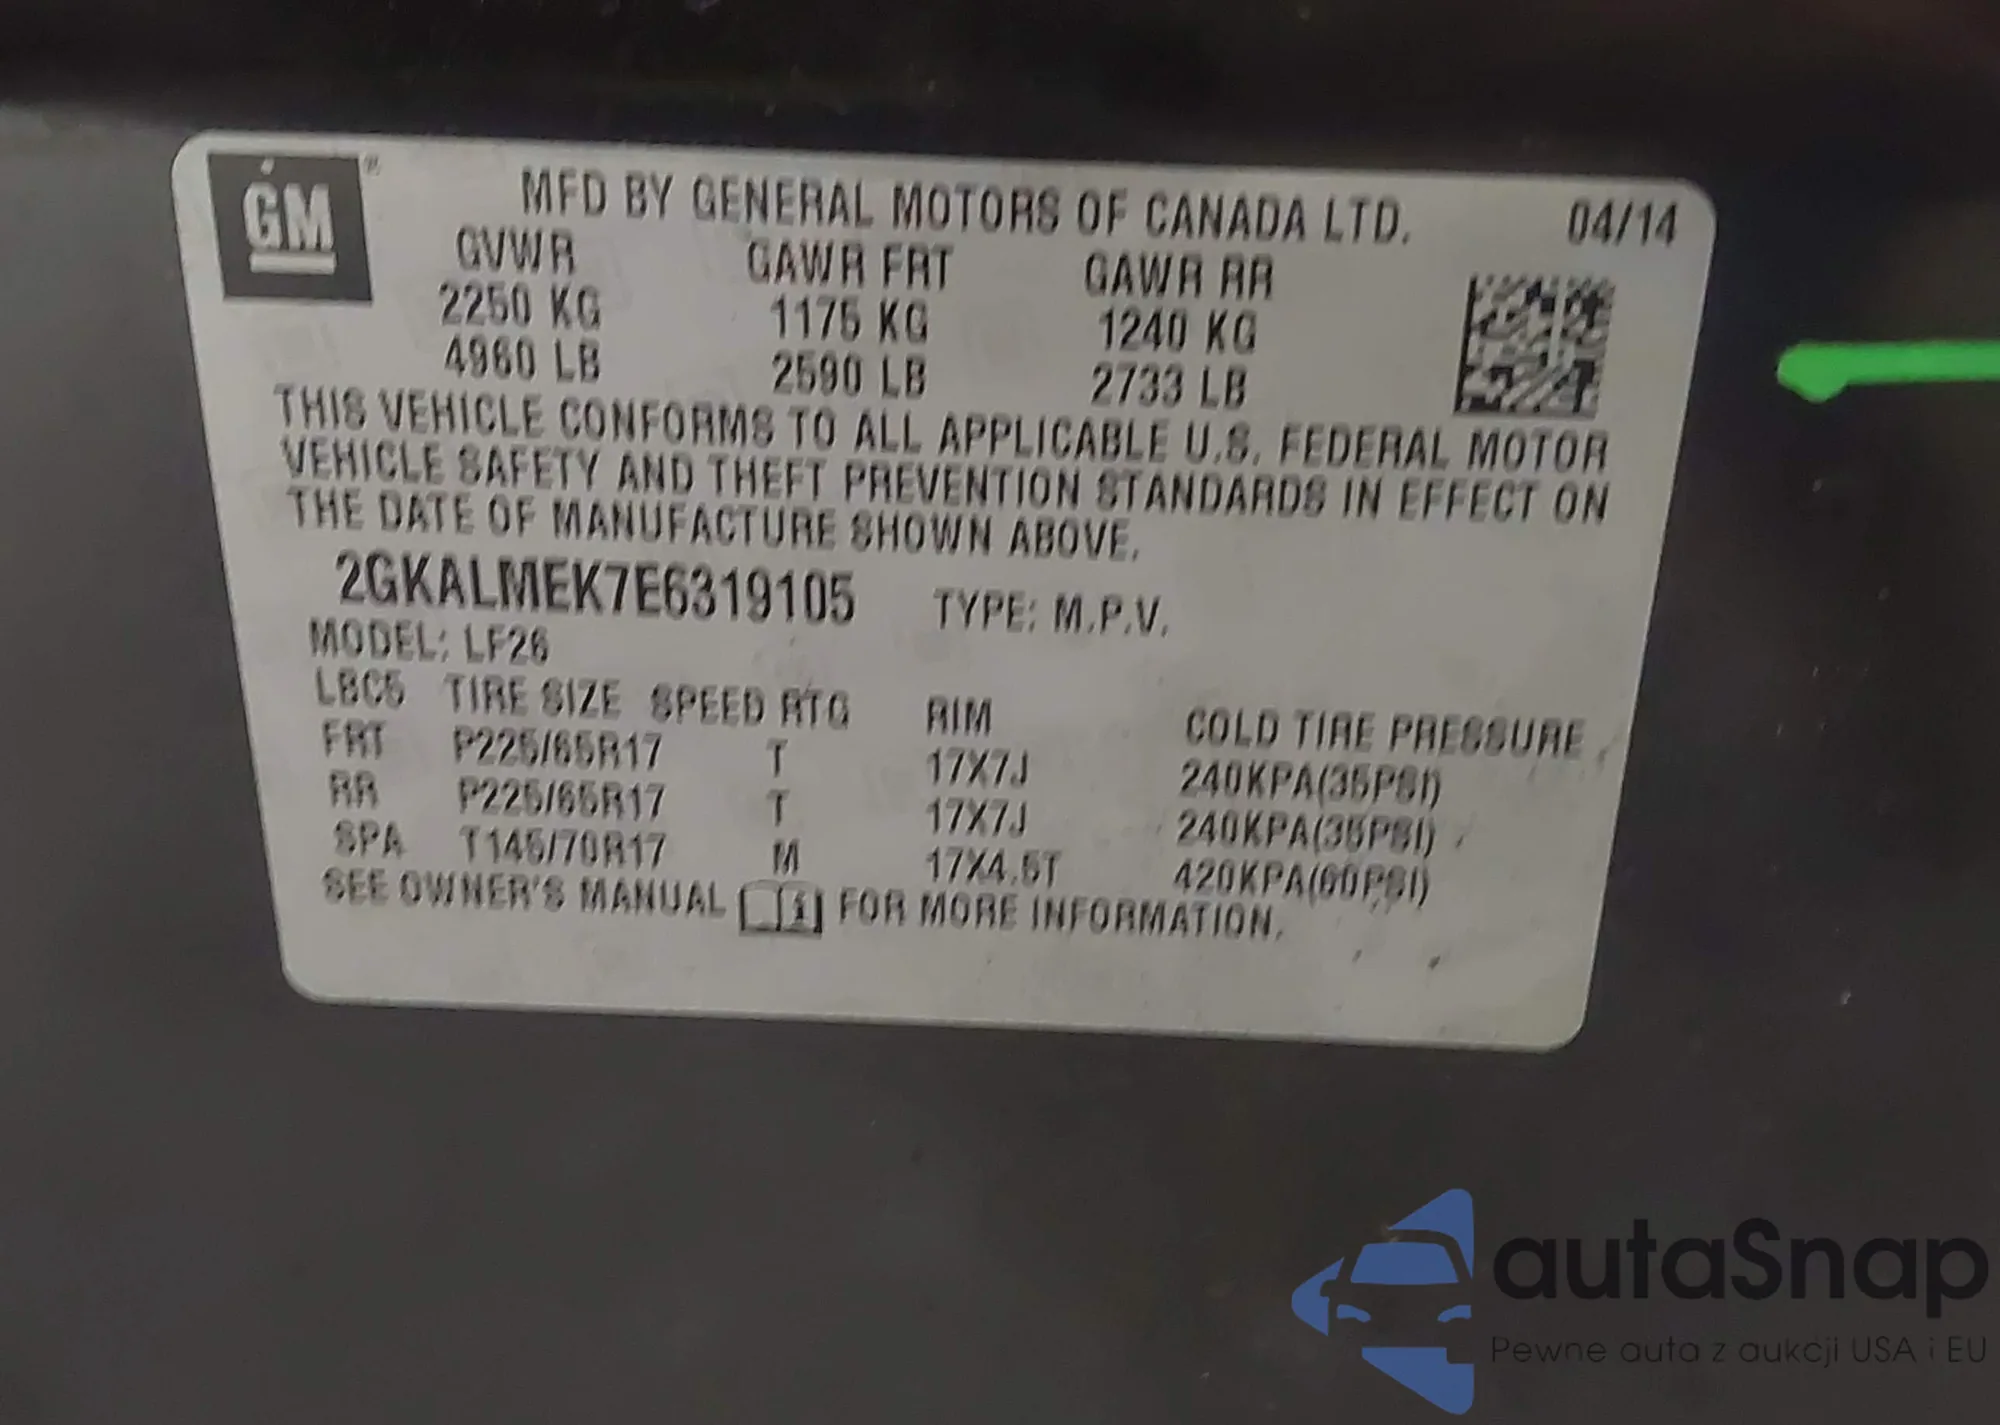 GM ®
MFD BY GENERAL MOTORS OF CANADA LTD. 04/14
GVWR GAWR FRT GAWR RR
2250 KG 1175 KG 1240 KG
4960 LB 2590 LB 2733 LB
THIS VEHICLE CONFORMS TO ALL APPLICABLE U.S. FEDERAL MOTOR
VEHICLE SAFETY AND THEFT PREVENTION STANDARDS IN EFFECT ON
THE DATE OF MANUFACTURE SHOWN ABOVE.
2GKALMEK7E6319105 TYPE: M.P.V.
MODEL: LF26
LBC5 TIRE SIZE SPEED RTG RIM COLD TIRE PRESSURE
FRT P225/65R17 T 17X7J 240KPA(35PSI)
RR P225/65R17 T 17X7J 240KPA(35PSI)
SPA T145/70R17 M 17X4.5T 420KPA(60PSI)
SEE OWNER'S MANUAL FOR MORE INFORMATION.
autaSnap
Pewne auta z aukcji USA i EU